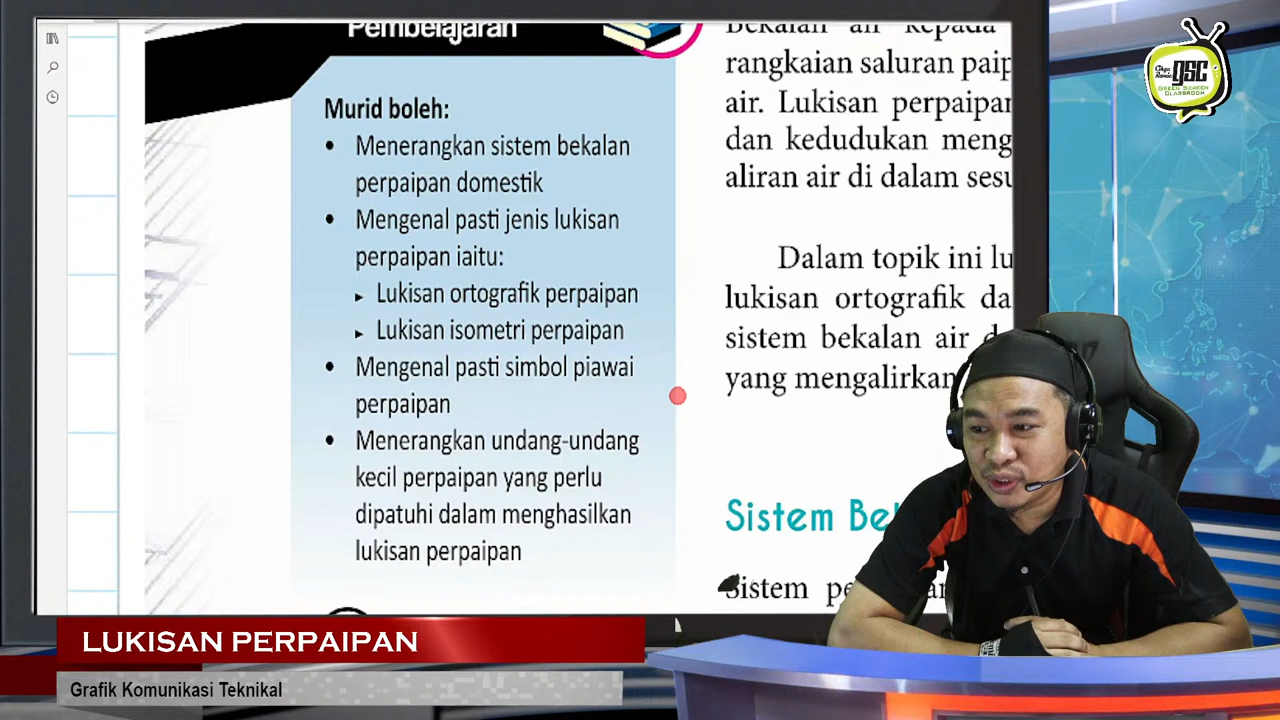 Pembelajaran
Murid boleh:
• Menerangkan sistem bekalan
perpaipan domestik
• Mengenal pasti jenis lukisan
perpaipan iaitu:
▸ Lukisan ortografik perpaipan
▸ Lukisan isometri perpaipan
• Mengenal pasti simbol piawai
perpaipan
• Menerangkan undang-undang
kecil perpaipan yang perlu
dipatuhi dalam menghasilkan
lukisan perpaipan
Bekalan air kepada
rangkaian saluran paip
air. Lukisan perpaipan
dan kedudukan meng
aliran air di dalam sesu
Dalam topik ini lu
lukisan ortografik da
sistem bekalan air d
yang mengalirkan
Sistem Be
Sistem pe
GSC
GREEN SCREEN
CLASSROOM
LUKISAN PERPAIPAN
Grafik Komunikasi Teknikal